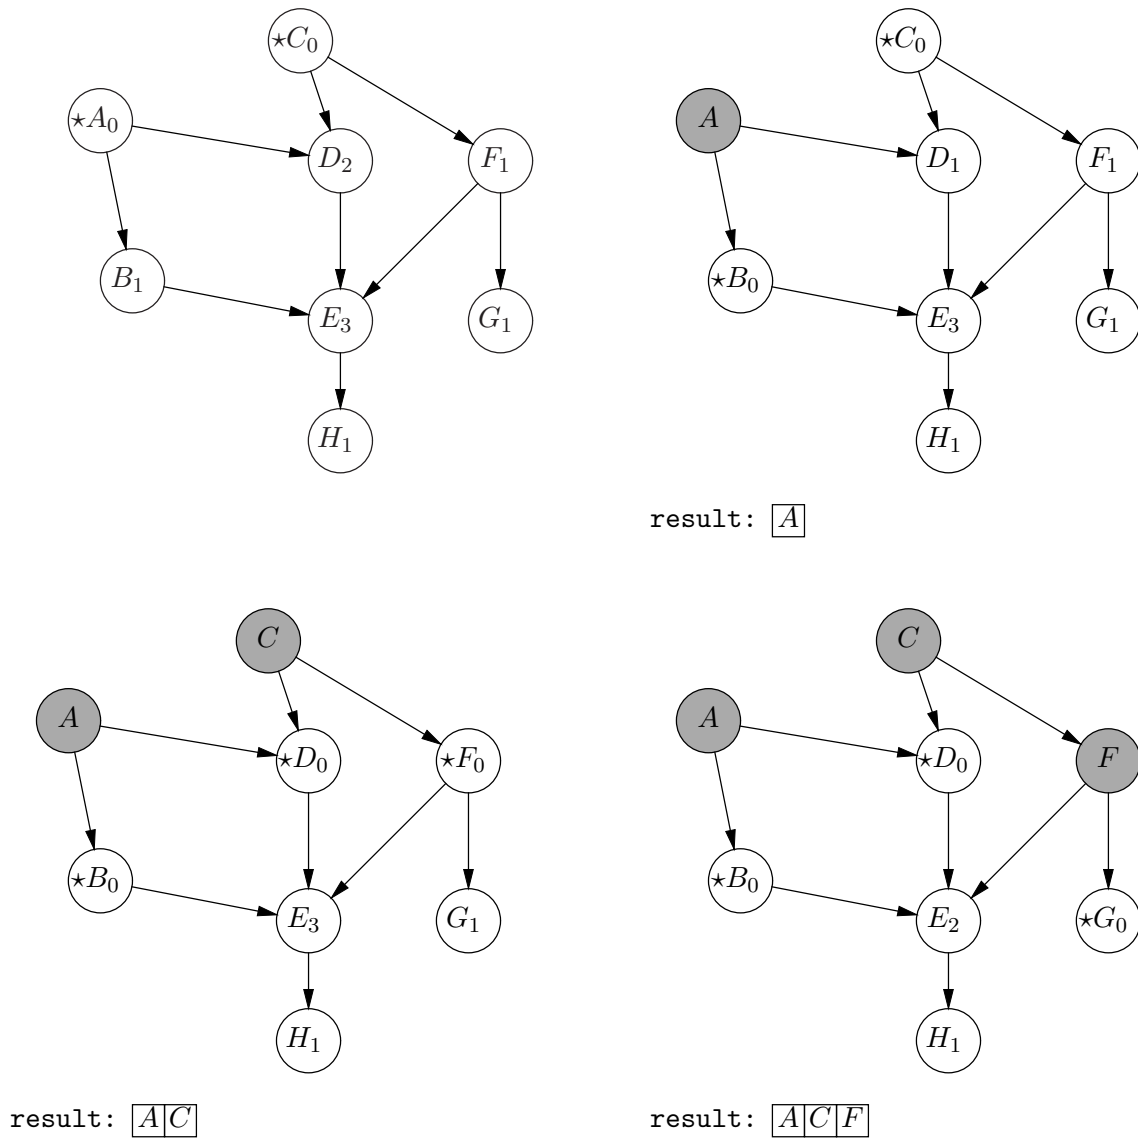 ⋆C₀
⋆A₀
D₂
F₁
B₁
E₃
G₁
H₁
⋆C₀
A
D₁
F₁
⋆B₀
E₃
G₁
H₁
result: A
C
A
⋆D₀
⋆F₀
⋆B₀
E₃
G₁
H₁
result: A C
C
A
⋆D₀
F
⋆B₀
E₂
⋆G₀
H₁
result: A C F